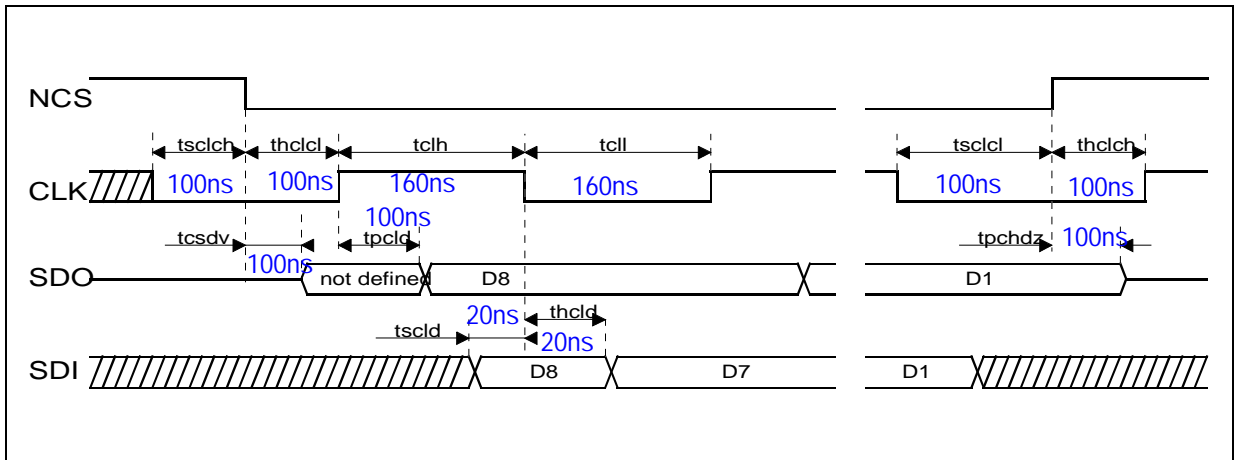 NCS
tsclch thclcl tclh tcll tsclcl thclch
CLK 100ns 100ns 160ns 160ns 100ns 100ns
100ns
tcsdv tpcld tpchdz 100ns
100ns
SDO not defined D8 D1
20ns thcld
tscld 20ns
SDI D8 D7 D1